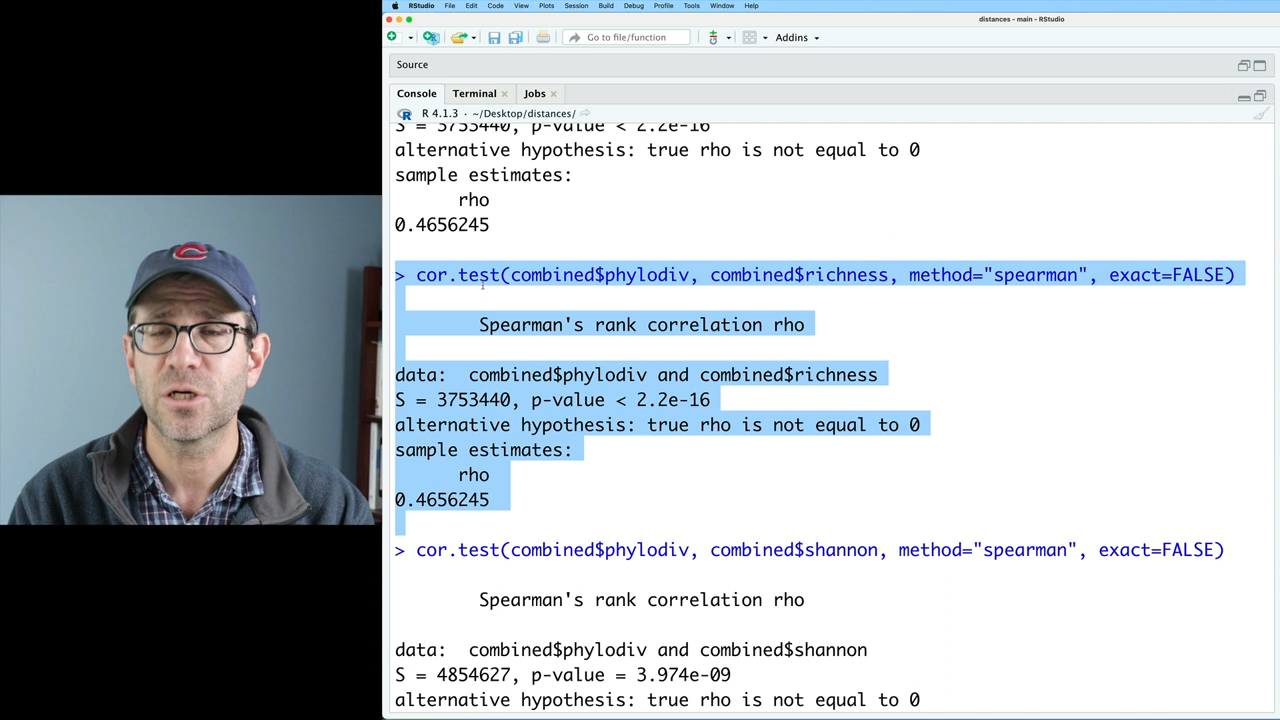 RStudio File Edit Code View Plots Session Build Debug Profile Tools Window Help
distances - main - RStudio
Go to file/function Addins
Source
Console Terminal Jobs
R 4.1.3 · ~/Desktop/distances/
S = 3753440, p-value < 2.2e-16
alternative hypothesis: true rho is not equal to 0
sample estimates:
rho
0.4656245
> cor.test(combined$phylodiv, combined$richness, method="spearman", exact=FALSE)
Spearman's rank correlation rho
data: combined$phylodiv and combined$richness
S = 3753440, p-value < 2.2e-16
alternative hypothesis: true rho is not equal to 0
sample estimates:
rho
0.4656245
> cor.test(combined$phylodiv, combined$shannon, method="spearman", exact=FALSE)
Spearman's rank correlation rho
data: combined$phylodiv and combined$shannon
S = 4854627, p-value = 3.974e-09
alternative hypothesis: true rho is not equal to 0